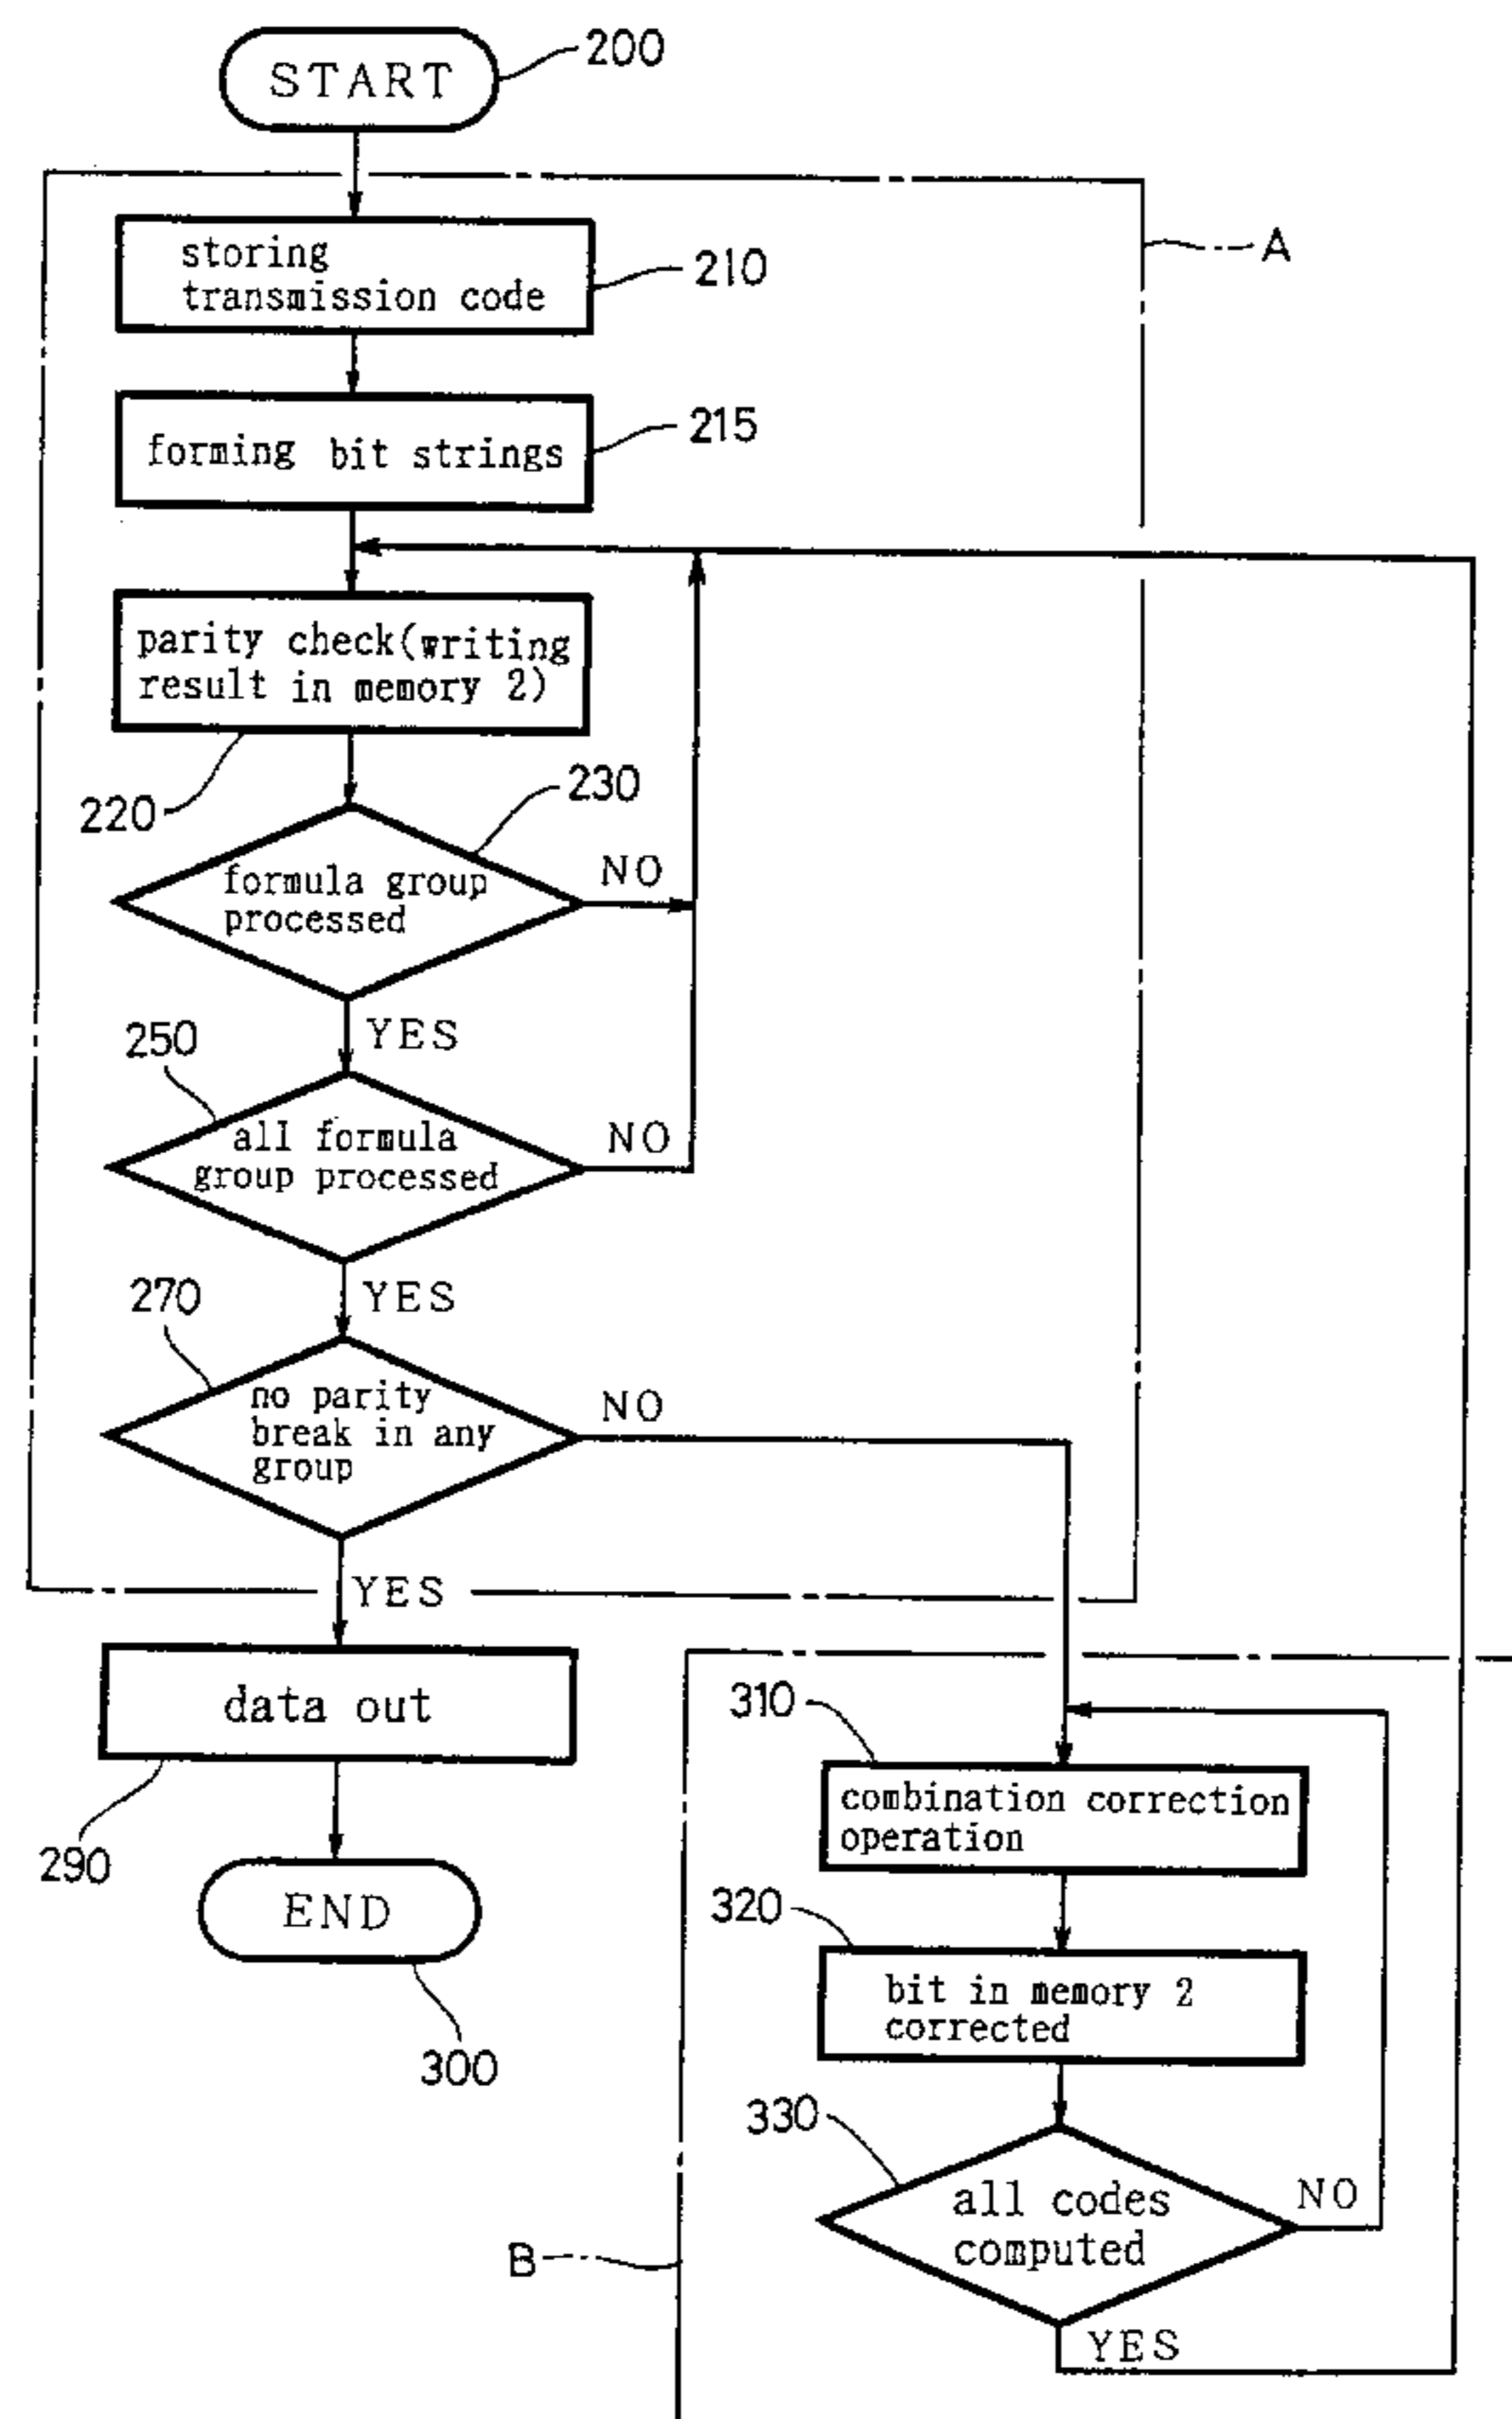 START
200
A
storing
transmission code
210
forming bit strings
215
parity check(writing
result in memory 2)
220
230
formula group
processed
NO
YES
250
all formula
group processed
NO
YES
270
no parity
break in any
group
NO
YES
data out
290
END
300
310
combination correction
operation
320
bit in memory 2
corrected
330
all codes
computed
NO
B
YES